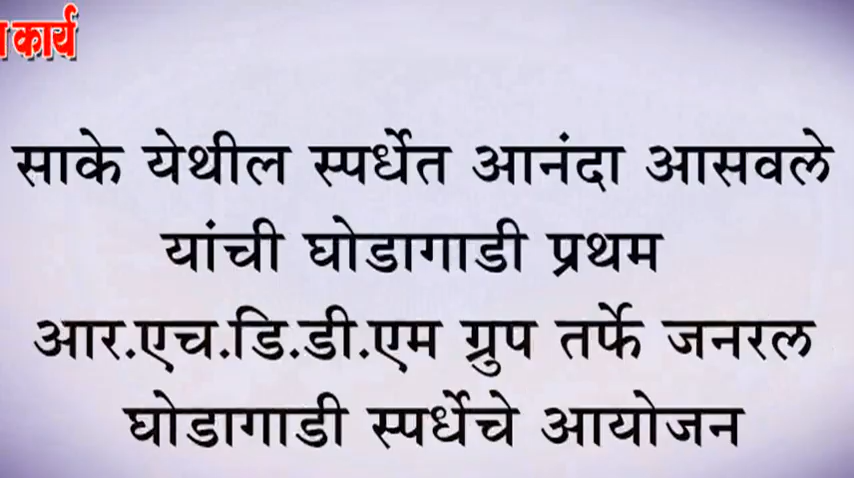 कार्य
साके येथील स्पर्धेत आनंदा आसवले
यांची घोडागाडी प्रथम
आर.एच.डि.डी.एम ग्रुप तर्फे जनरल
घोडागाडी स्पर्धेचे आयोजन